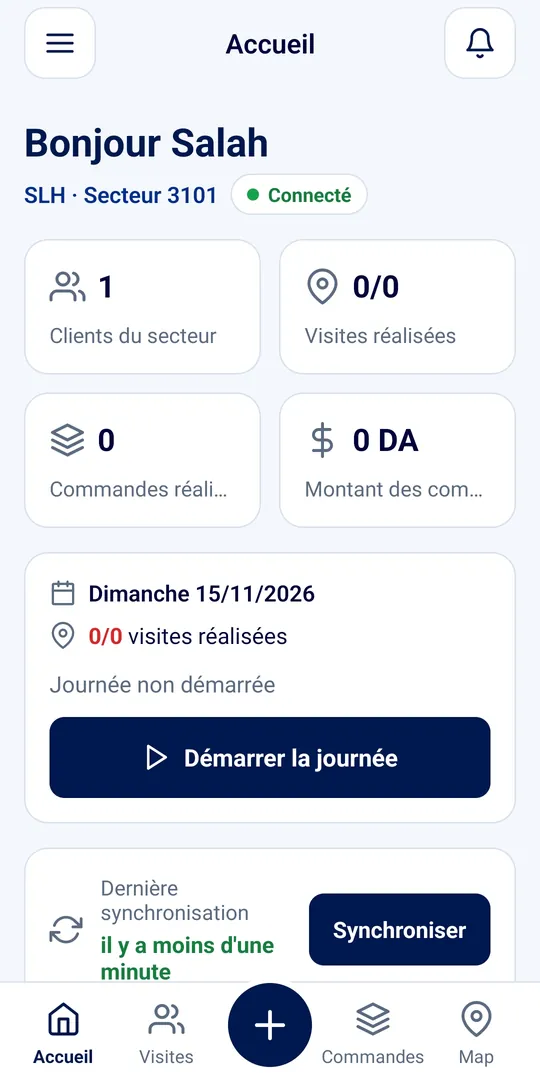 Accueil
Bonjour Salah
SLH · Secteur 3101
Connecté
1
Clients du secteur
0/0
Visites réalisées
0
Commandes réali...
0 DA
Montant des com...
Dimanche 15/11/2026
0/0 visites réalisées
Journée non démarrée
Démarrer la journée
Dernière
synchronisation
il y a moins d'une
minute
Synchroniser
Accueil
Visites
Commandes
Map